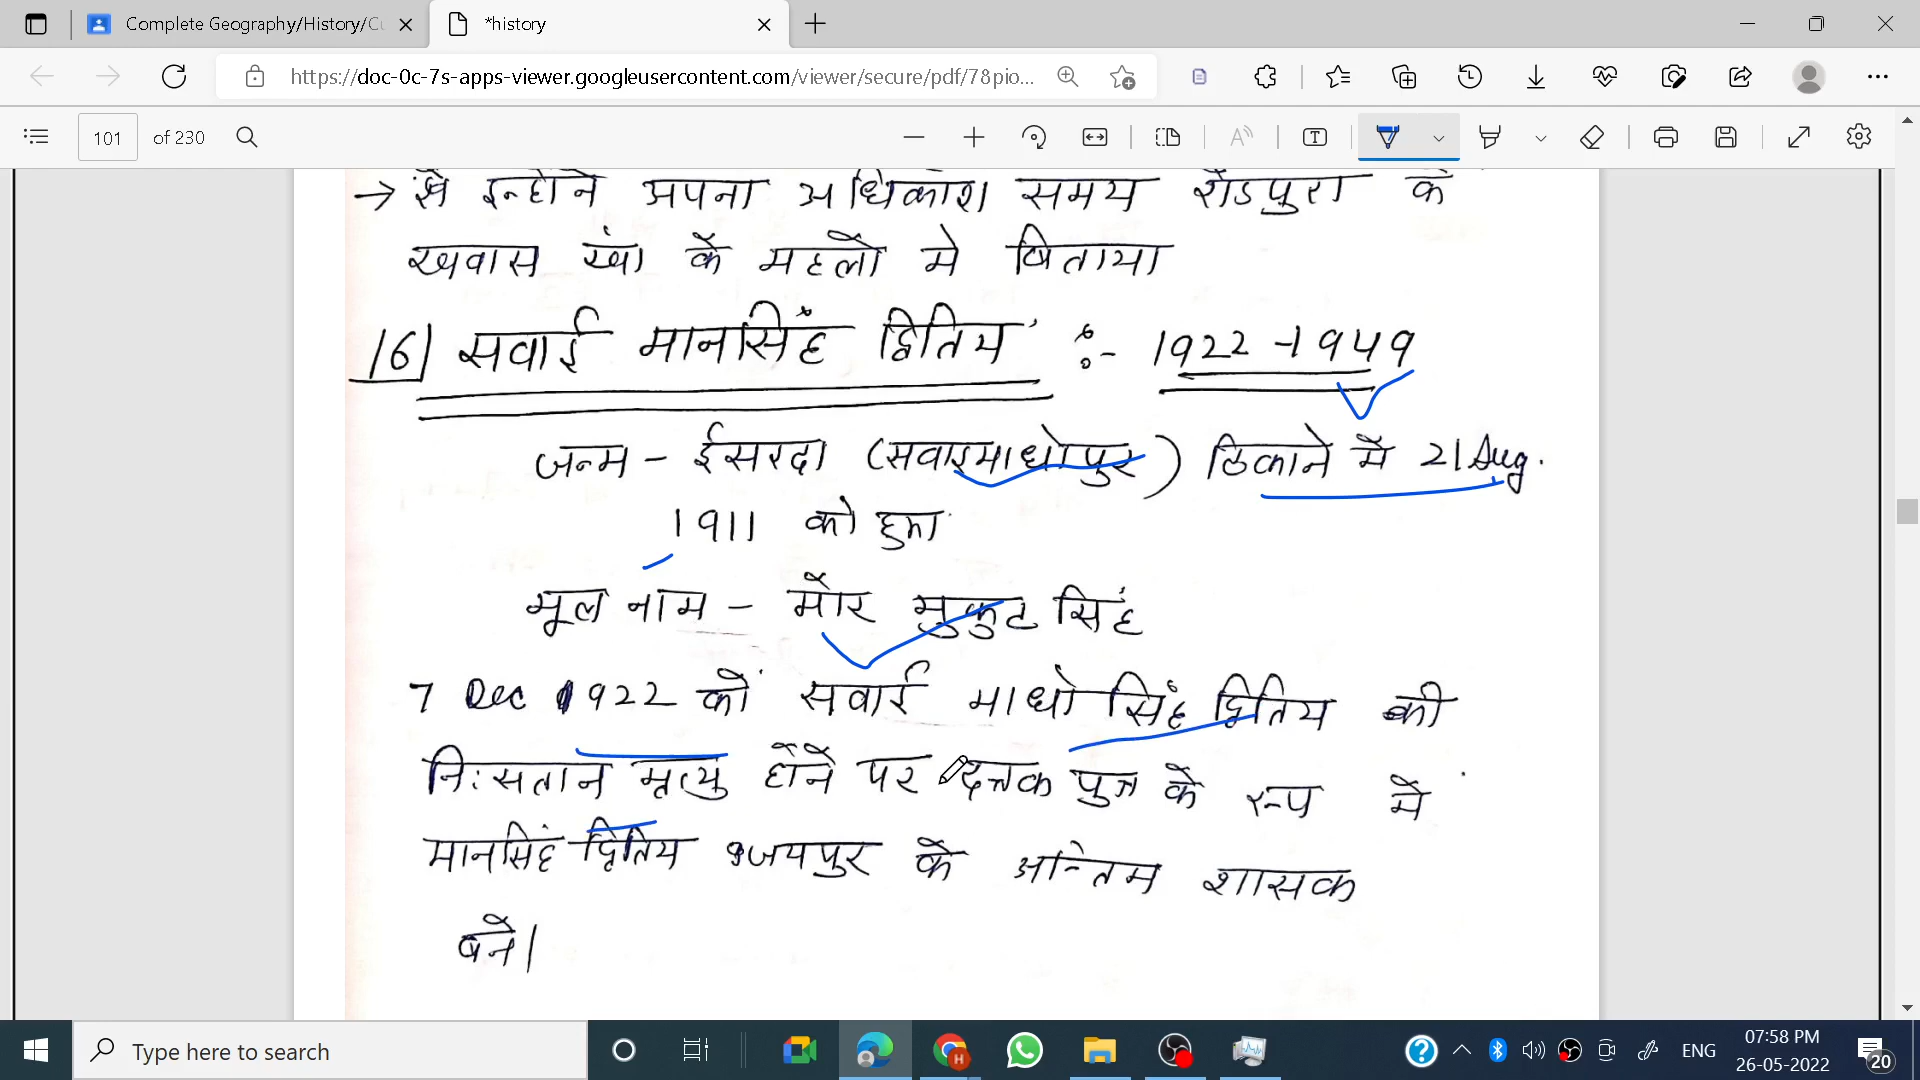 Complete Geography/History/Cu
*history
https://doc-0c-7s-apps-viewer.googleusercontent.com/viewer/secure/pdf/78pio...
101 of 230
→ से इन्होने अपना अधिकांश समय के
खवास खां के महलों मे बिताया
16) सवाई मानसिंह द्वितिय :- 1922-1949
जन्म - ईसरदा (सवाईमाधोपुर) ठिकाने में 21 Aug.
1911 को हुआ
मूल नाम - मोर मुकुट सिंह
7 Dec 1922 को सवाई माधोसिंह द्वितिय की
नि:सतान मृत्यु होने पर दत्तक पुत्र के रूप मे
मानसिंह द्वितिय जयपुर के अन्तिम शासक
बने।
Type here to search
ENG
07:58 PM
26-05-2022
20